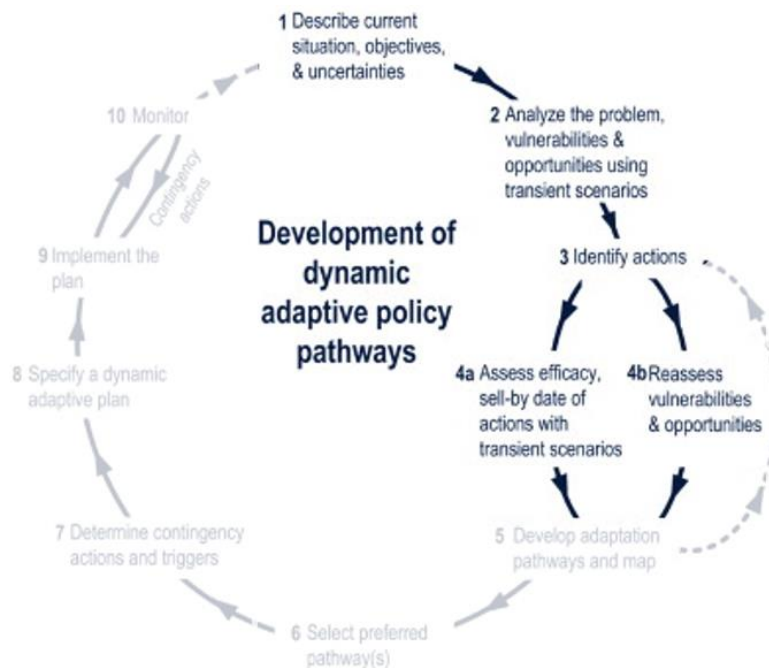 1 Describe current
situation, objectives,
& uncertainties
2 Analyze the problem,
vulnerabilities &
opportunities using
transient scenarios
3 Identify actions
4a Assess efficacy,
sell-by date of
actions with
transient scenarios
4b Reassess
vulnerabilities
& opportunities
5 Develop adaptation
pathways and map
6 Select preferred
pathway(s)
7 Determine contingency
actions and triggers
8 Specify a dynamic
adaptive plan
9 Implement the
plan
10 Monitor
Contingency
actions
Development of
dynamic
adaptive policy
pathways